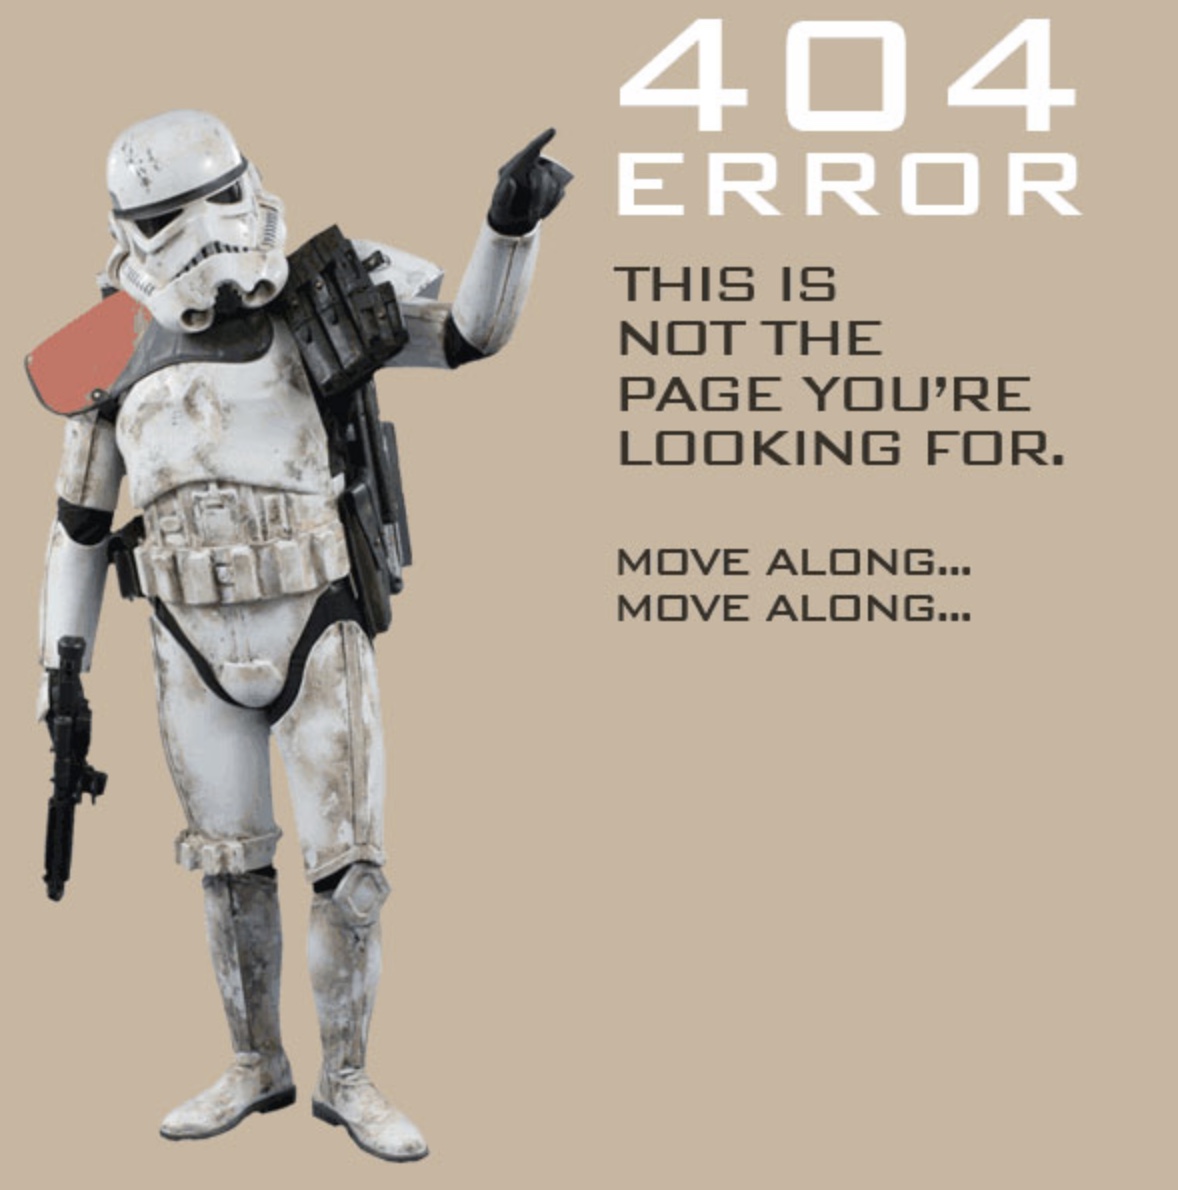 404
ERROR
THIS IS
NOT THE
PAGE YOU'RE
LOOKING FOR.
MOVE ALONG...
MOVE ALONG...